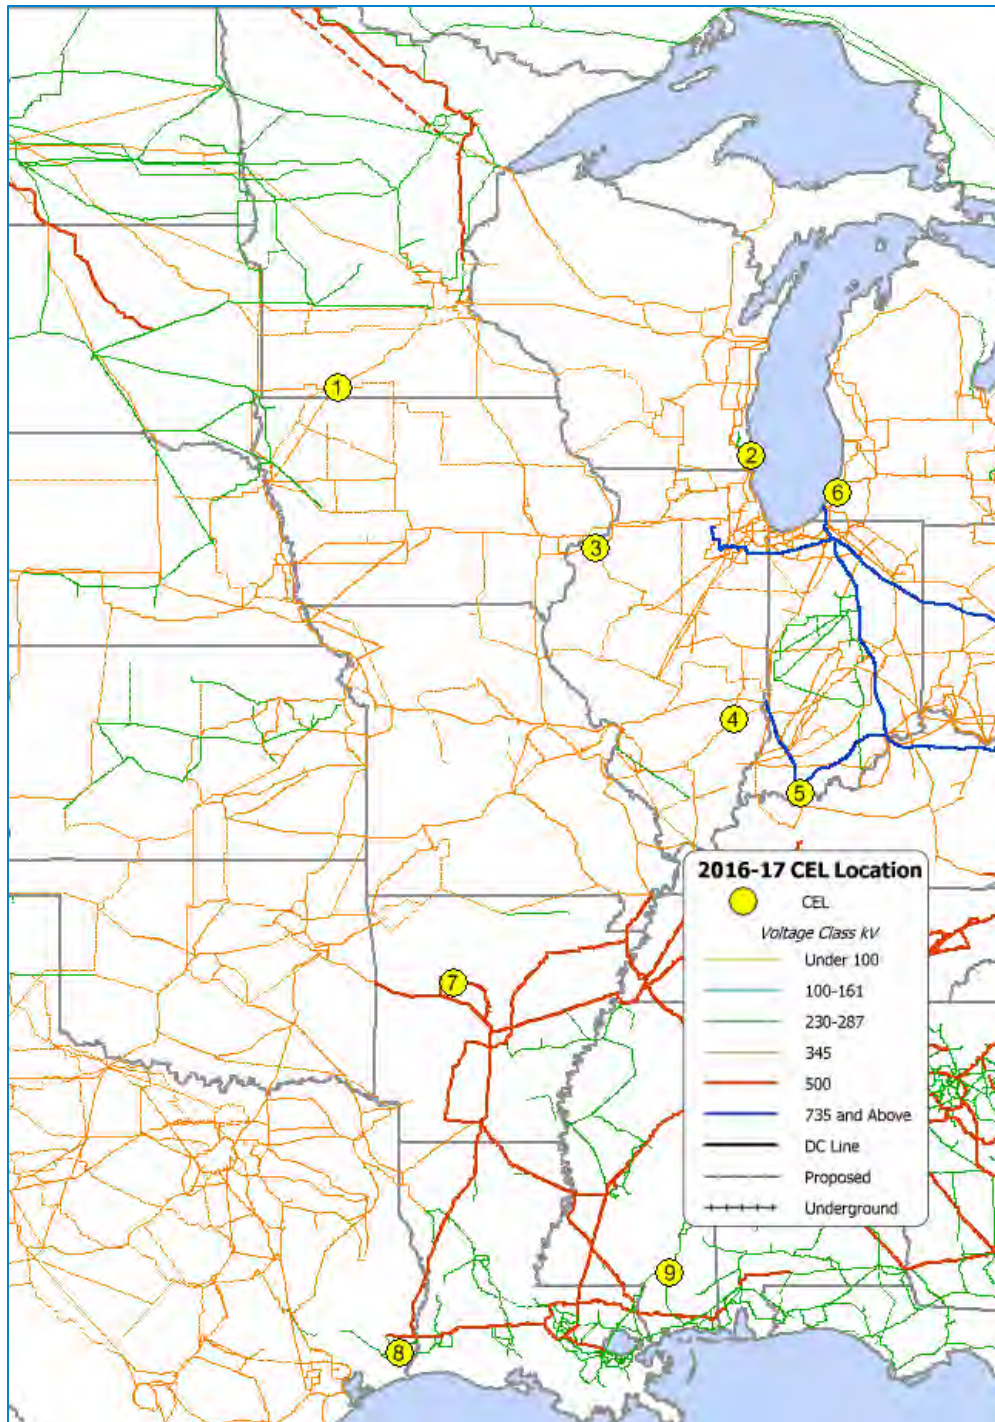 1
2
6
3
4
5
2016-17 CEL Location
CEL
Voltage Class kV
Under 100
100-161
230-287
345
500
735 and Above
DC Line
Proposed
Underground
7
9
8